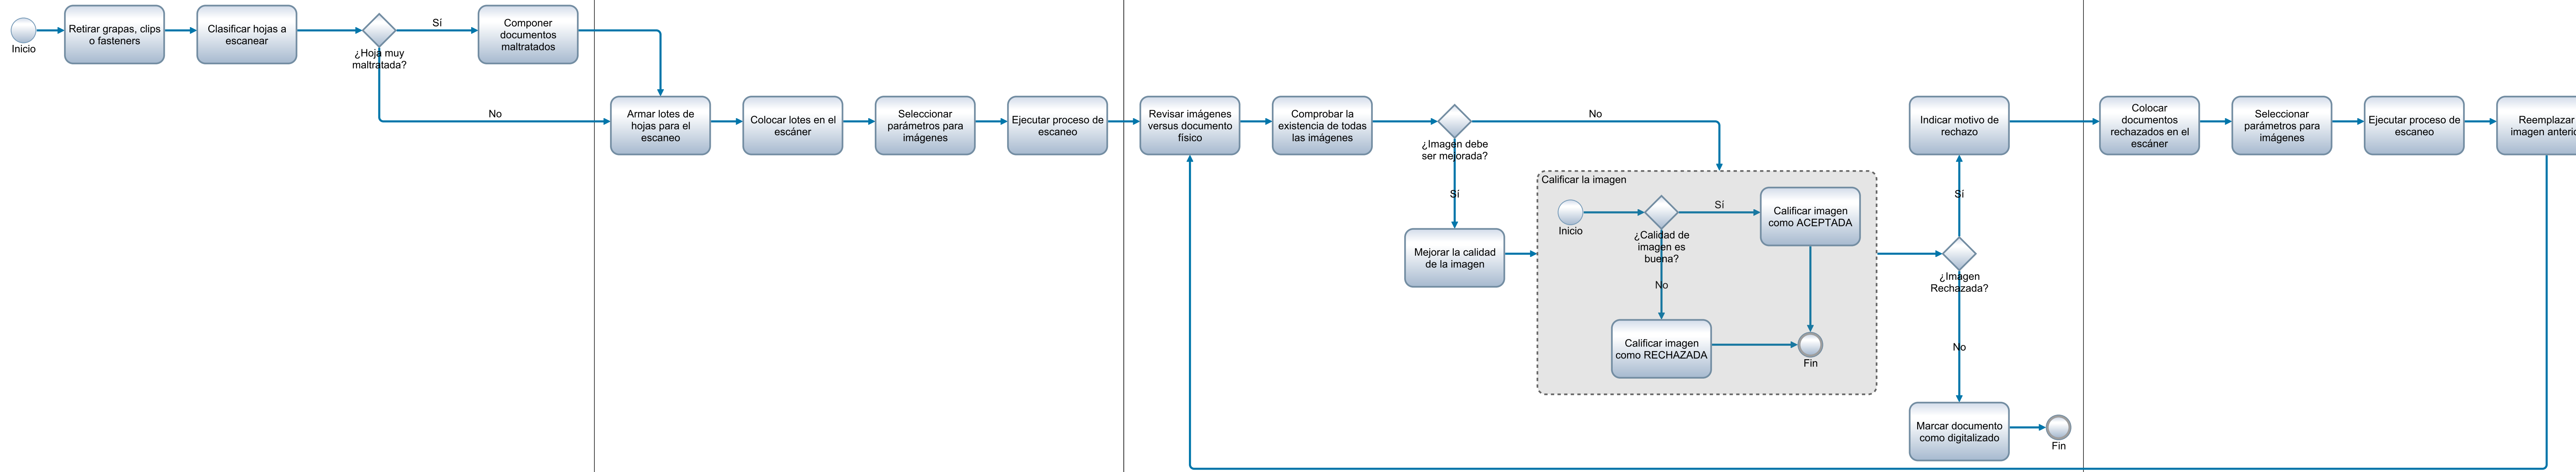 Inicio
Retirar grapas, clips
o fasteners
Clasificar hojas a
escanear
¿Hoja muy
maltratada?
Sí
No
Componer
documentos
maltratados
Armar lotes de
hojas para el
escaneo
Colocar lotes en el
escáner
Seleccionar
parámetros para
imágenes
Ejecutar proceso de
escaneo
Revisar imágenes
versus documento
físico
Comprobar la
existencia de todas
las imágenes
¿Imagen debe
ser mejorada?
No
Sí
Mejorar la calidad
de la imagen
Calificar la imagen
Inicio
¿Calidad de
imagen es
buena?
Sí
No
Calificar imagen
como ACEPTADA
Calificar imagen
como RECHAZADA
Fin
¿Imagen
Rechazada?
Sí
No
Indicar motivo de
rechazo
Marcar documento
como digitalizado
Fin
Colocar
documentos
rechazados en el
escáner
Seleccionar
parámetros para
imágenes
Ejecutar proceso de
escaneo
Reemplazar
imagen anterio